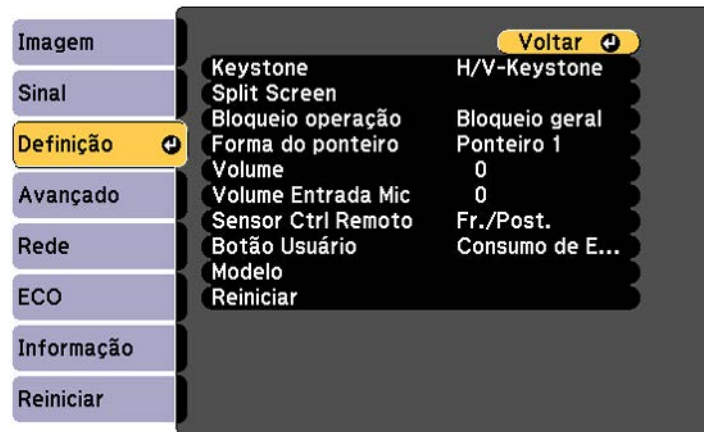 Imagem
Sinal
Definição
Avançado
Rede
ECO
Informação
Reiniciar
Voltar
Keystone H/V-Keystone
Split Screen
Bloqueio operação Bloqueio geral
Forma do ponteiro Ponteiro 1
Volume 0
Volume Entrada Mic 0
Sensor Ctrl Remoto Fr./Post.
Botão Usuário Consumo de E...
Modelo
Reiniciar